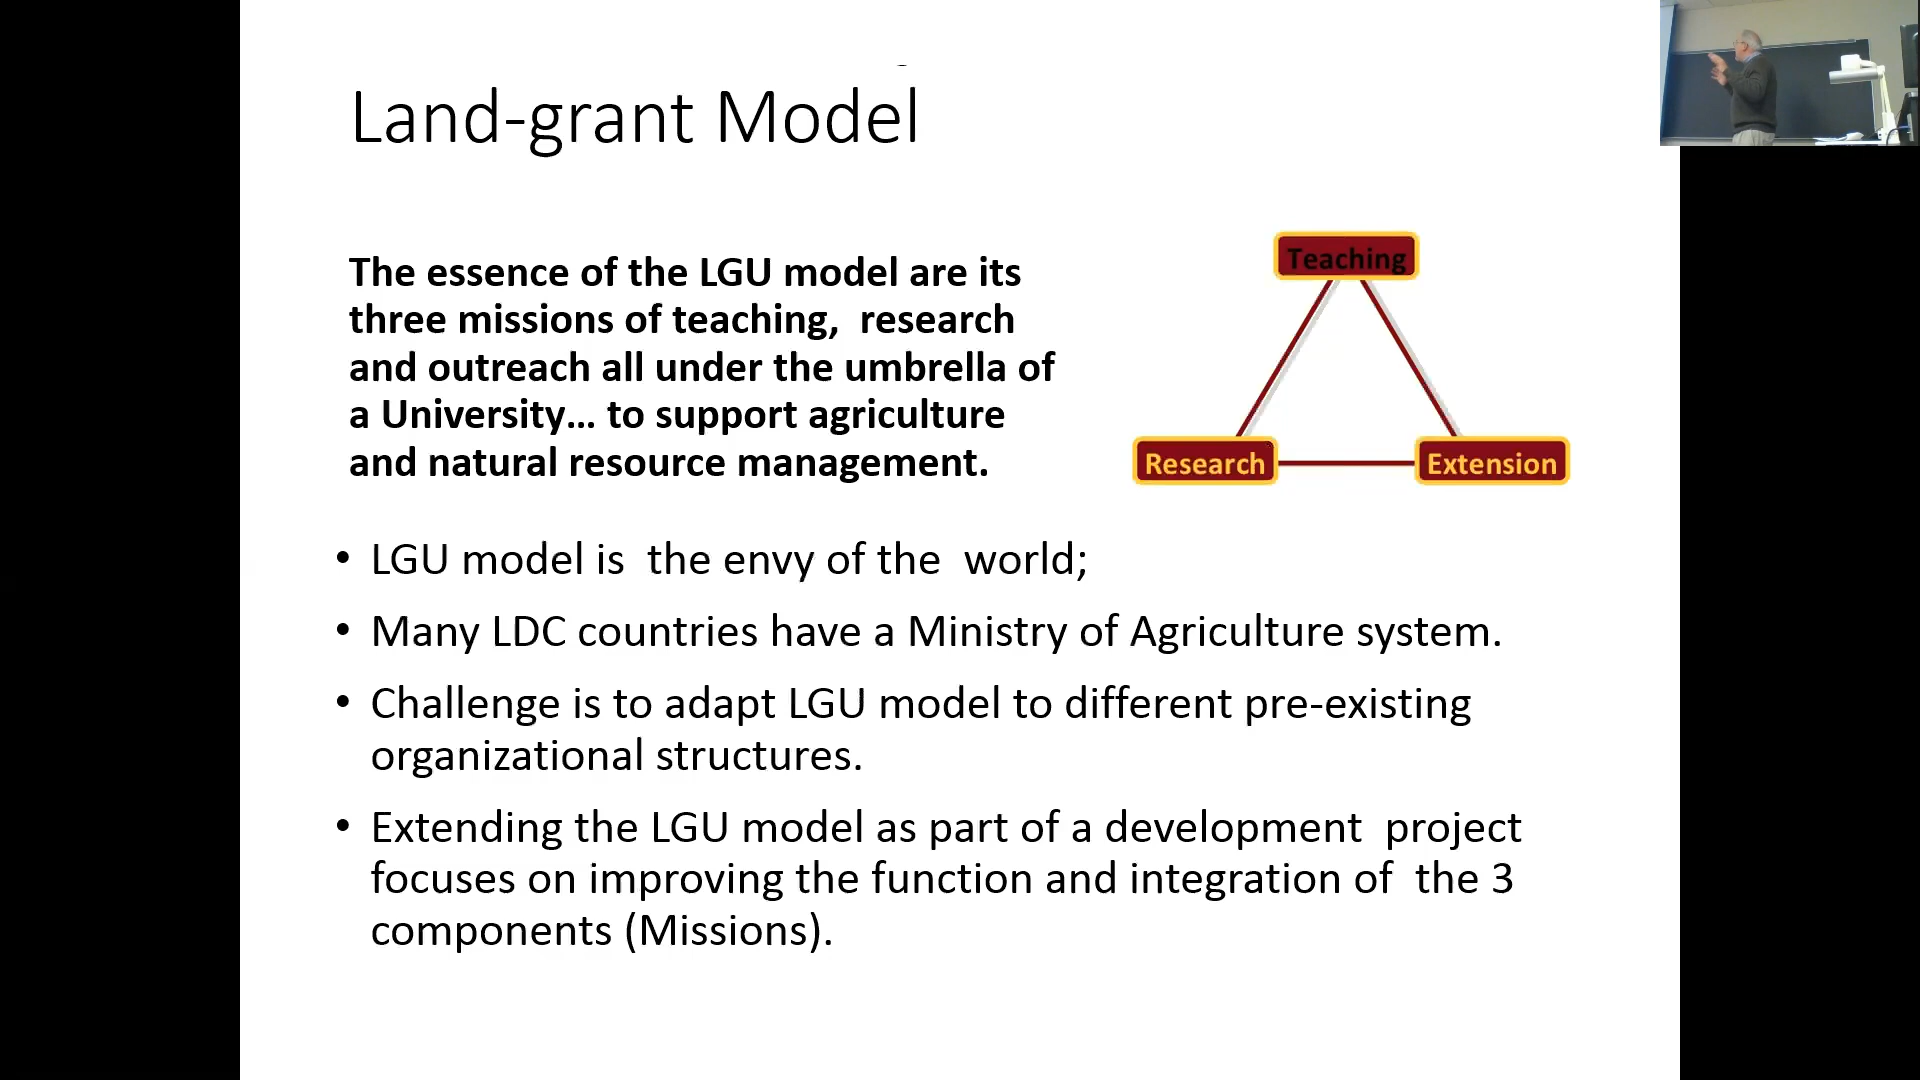 Land-grant Model
The essence of the LGU model are its
three missions of teaching,  research
and outreach all under the umbrella of
a University... to support agriculture
and natural resource management.
Teaching
Research
Extension
• LGU model is  the envy of the  world;
• Many LDC countries have a Ministry of Agriculture system.
• Challenge is to adapt LGU model to different pre-existing
organizational structures.
• Extending the LGU model as part of a development  project
focuses on improving the function and integration of  the 3
components (Missions).